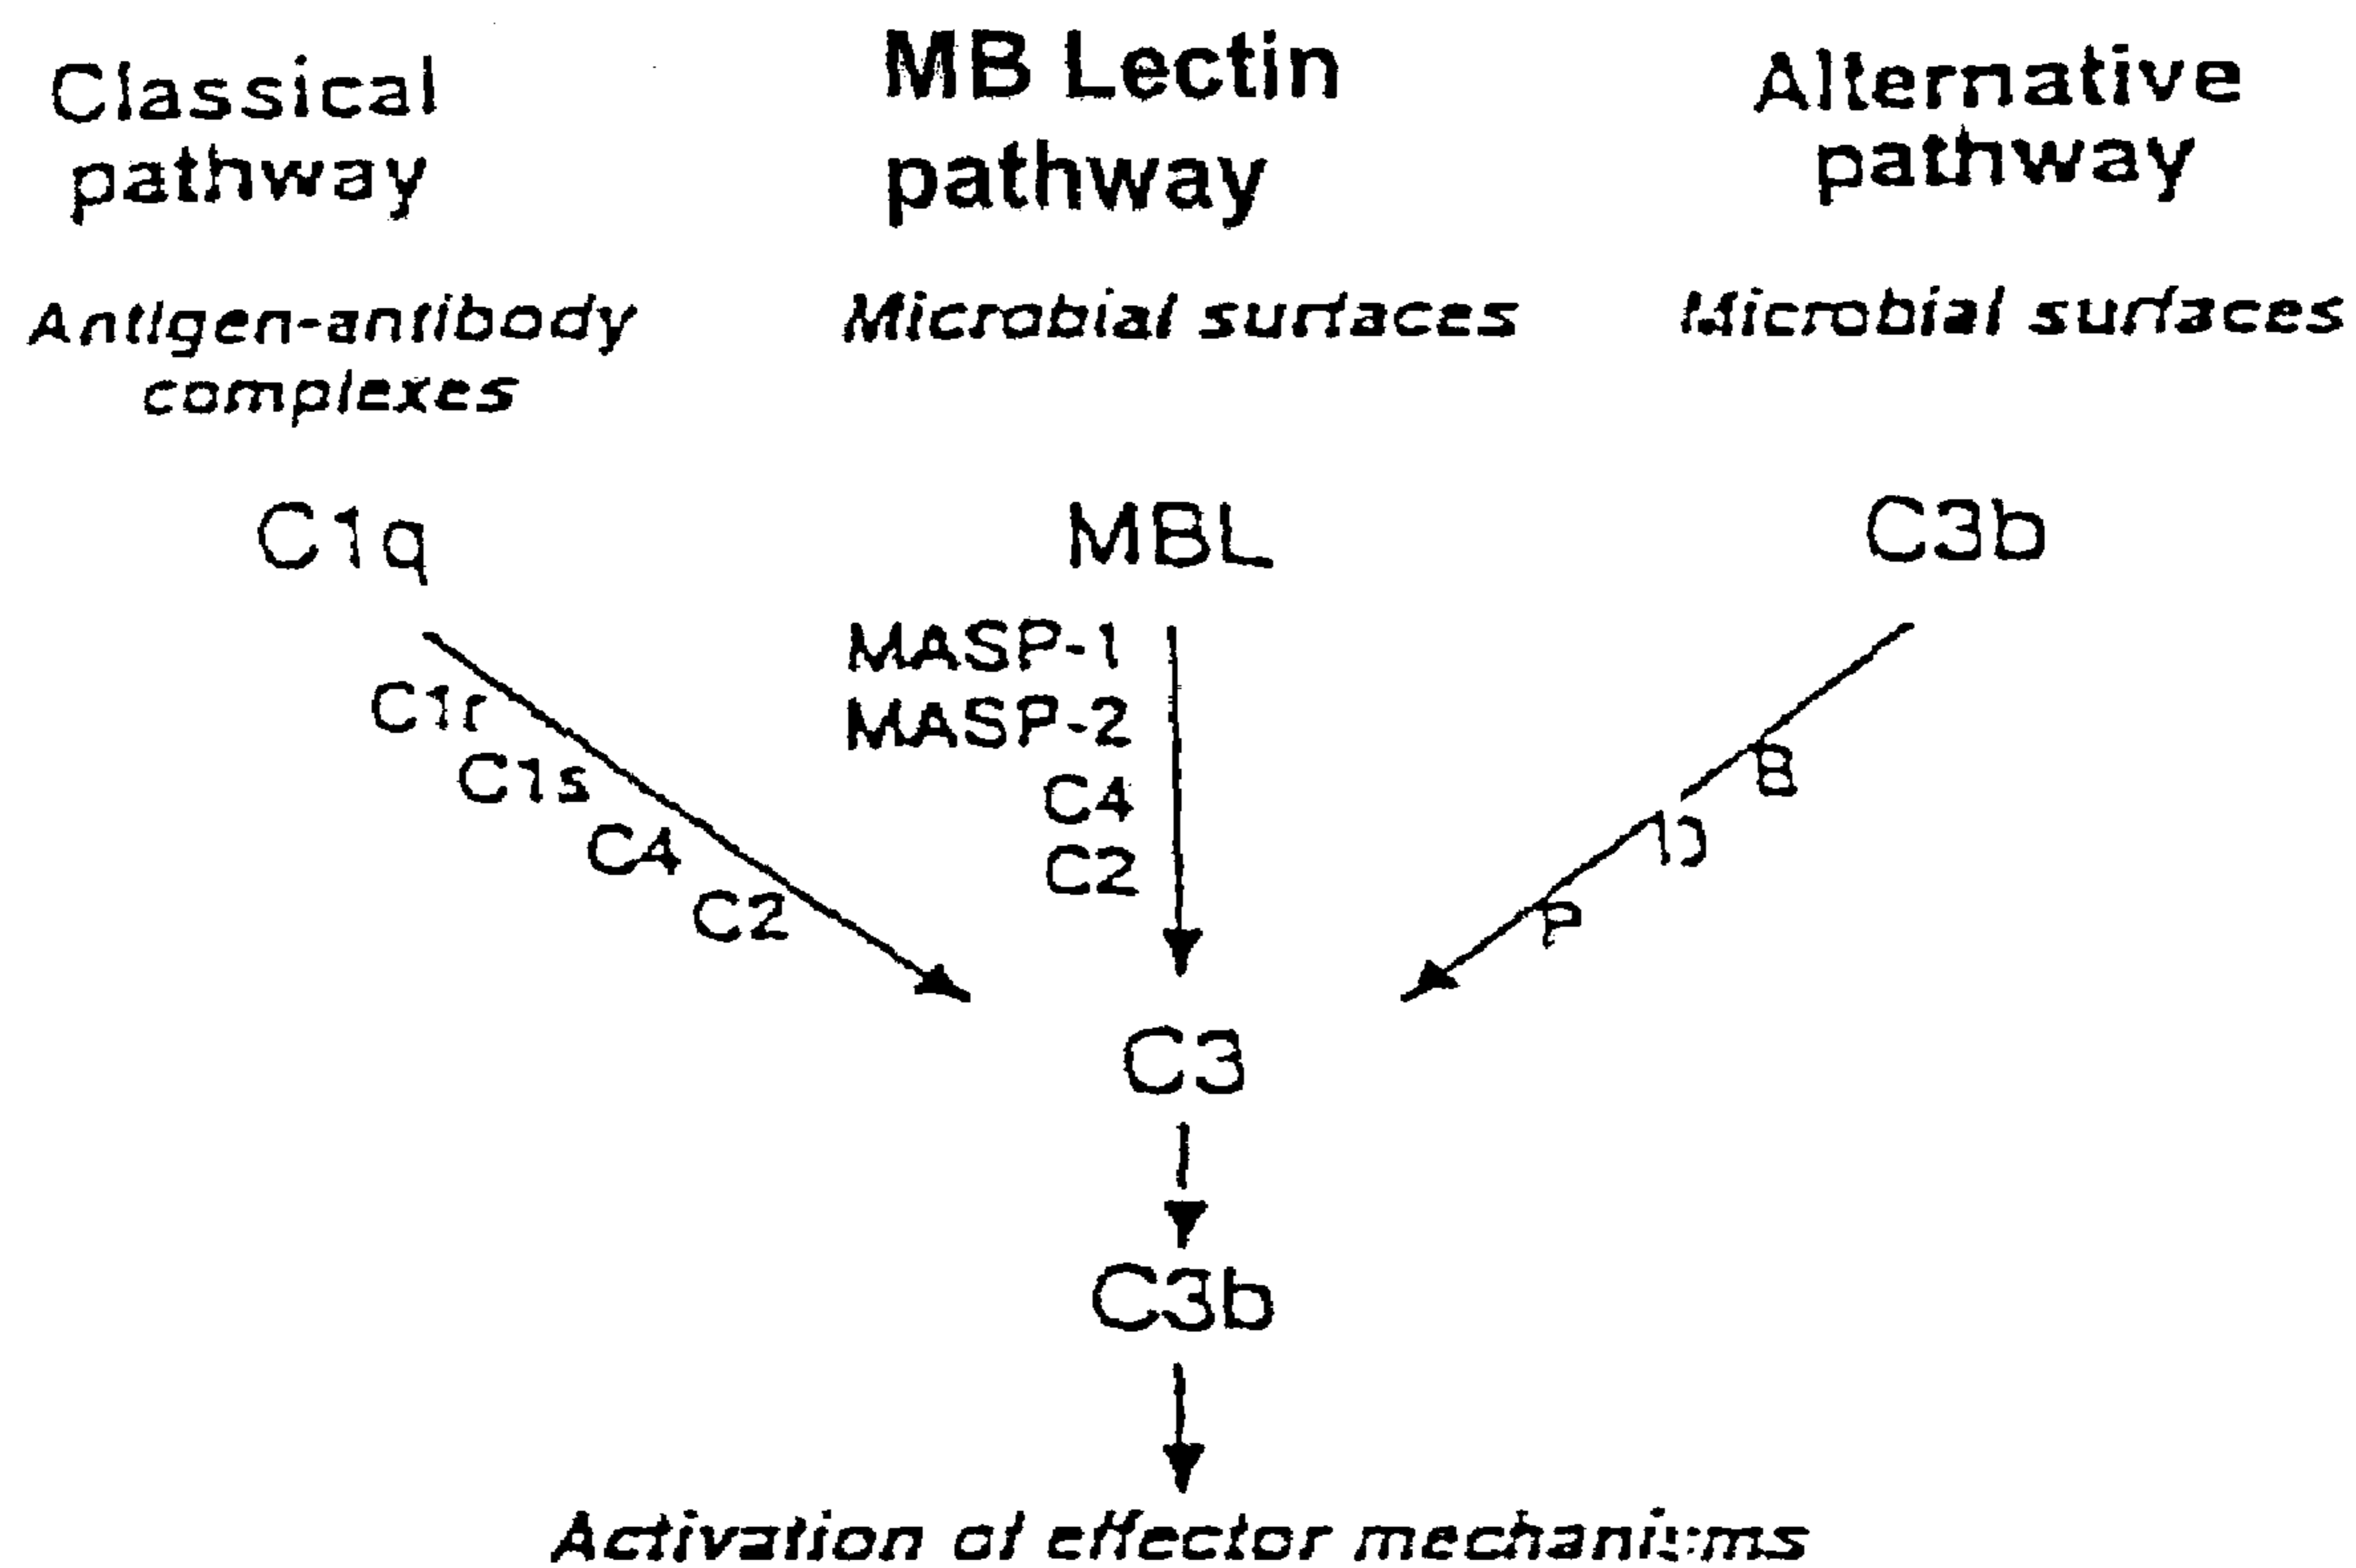 Classical
pathway
MB Lectin
pathway
Alternative
pathway
Antigen-antibody
complexes
Microbial surfaces
Microbial surfaces
C1q
MBL
C3b
C1r
C1s
C4
C2
MASP-1
MASP-2
C4
C2
B
D
P
C3
C3b
Activation of effector mechanisms